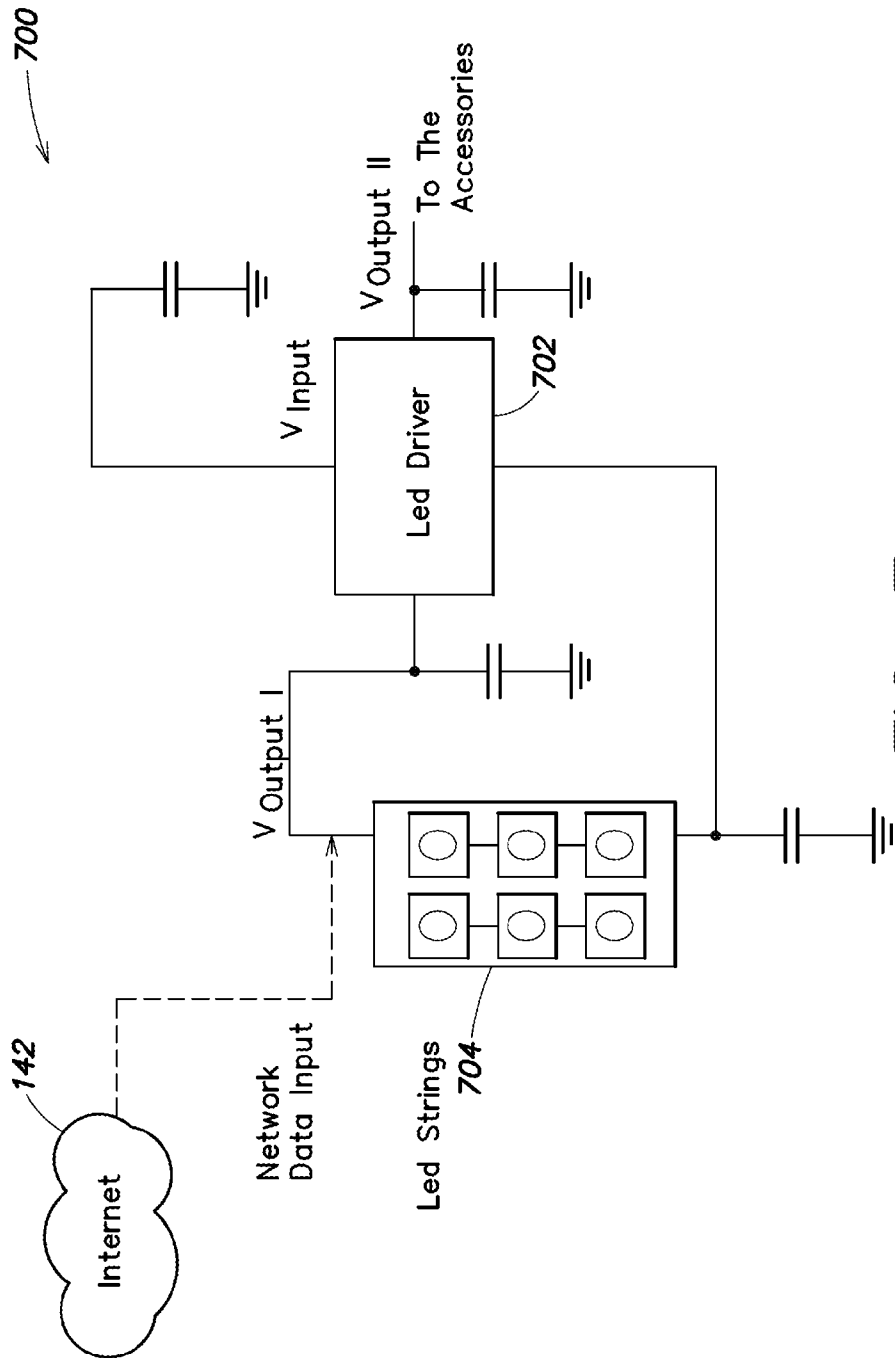 700
142
Internet
Network
Data Input
V Output I
V Input
Led Driver
702
V Output II
To The
Accessories
Led Strings
704